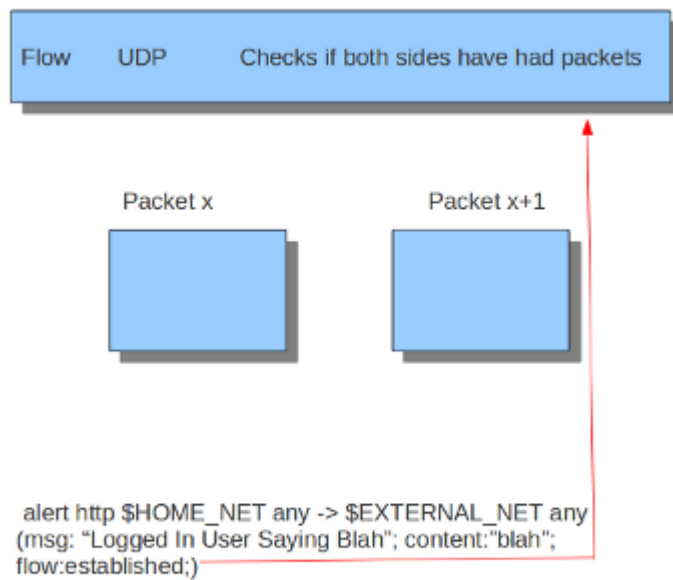 Flow UDP Checks if both sides have had packets
Packet x Packet x+1
alert http $HOME_NET any -> $EXTERNAL_NET any
(msg: “Logged In User Saying Blah"; content:"blah";
flow:established;)